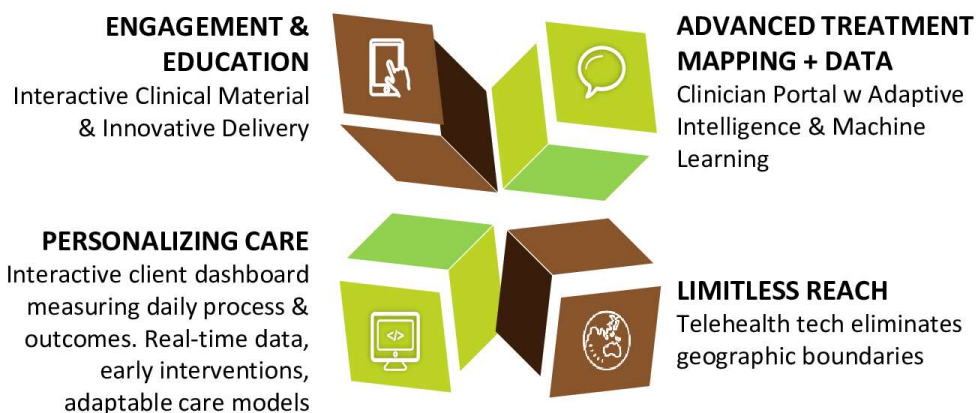 ENGAGEMENT &
EDUCATION
Interactive Clinical Material
& Innovative Delivery
ADVANCED TREATMENT
MAPPING + DATA
Clinician Portal w Adaptive
Intelligence & Machine
Learning
PERSONALIZING CARE
Interactive client dashboard
measuring daily process &
outcomes. Real-time data,
early interventions,
adaptable care models
</>
LIMITLESS REACH
Telehealth tech eliminates
geographic boundaries